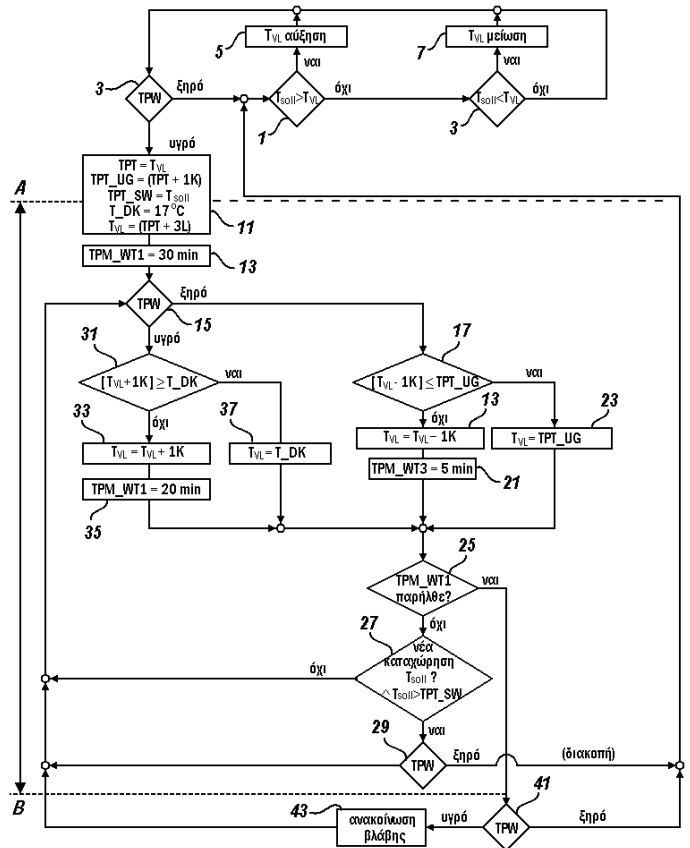 T_VL αύξηση
5
T_VL μείωση
7
ναι
ναι
3
TPW
ξηρό
T_soll>T_VL
όχι
T_soll<T_VL
όχι
1
3
υγρό
TPT = T_VL
TPT_UG = (TPT + 1K)
TPT_SW = T_soll
T_DK = 17 °C
T_VL = (TPT + 3L)
11
A
TPM_WT1 = 30 min
13
TPW
ξηρό
15
υγρό
31
17
[T_VL+1K] ≥ T_DK
ναι
[T_VL - 1K] ≤ TPT_UG
ναι
όχι
όχι
33
37
13
23
T_VL = T_VL + 1K
T_VL = T_DK
T_VL = T_VL − 1K
T_VL = TPT_UG
TPM_WT1 = 20 min
TPM_WT3 = 5 min
35
21
25
TPM_WT1
παρήλθε?
ναι
όχι
27
νέα
καταχώρηση
T_soll ?
^ T_soll>TPT_SW
όχι
ναι
29
TPW
ξηρό
(διακοπή)
B
43
41
ανακοίνωση
βλάβης
υγρό
TPW
ξηρό